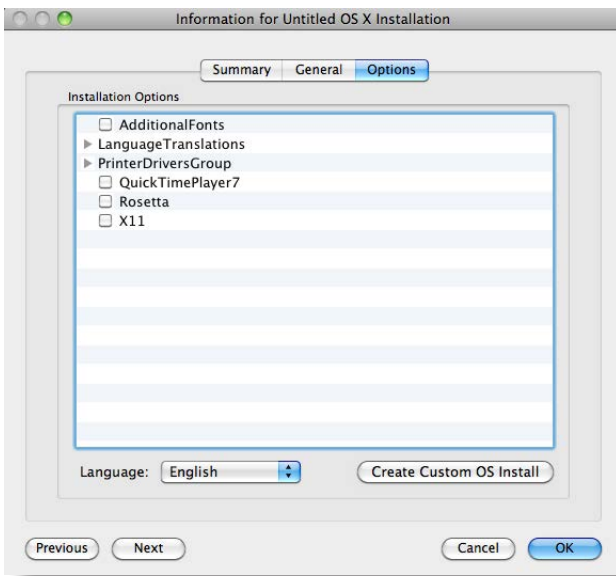 Information for Untitled OS X Installation
Summary General Options
Installation Options
AdditionalFonts
LanguageTranslations
PrinterDriversGroup
QuickTimePlayer7
Rosetta
X11
Language: English Create Custom OS Install
Previous Next Cancel OK